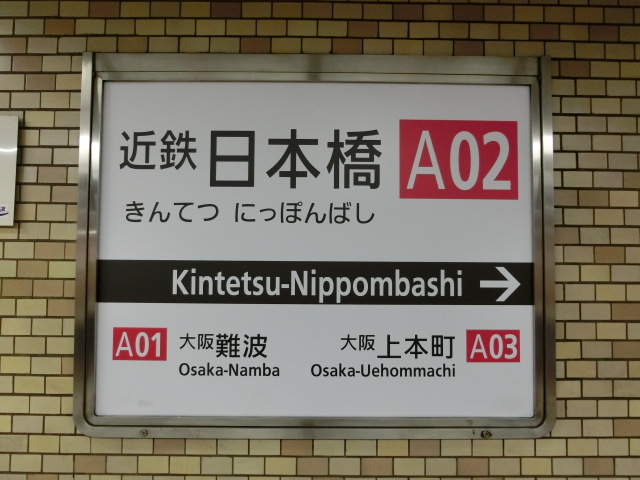 近鉄 日本橋 A02
きんてつ にっぽんばし
Kintetsu-Nippombashi →
A01 大阪難波 大阪上本町 A03
Osaka-Namba Osaka-Uehommachi